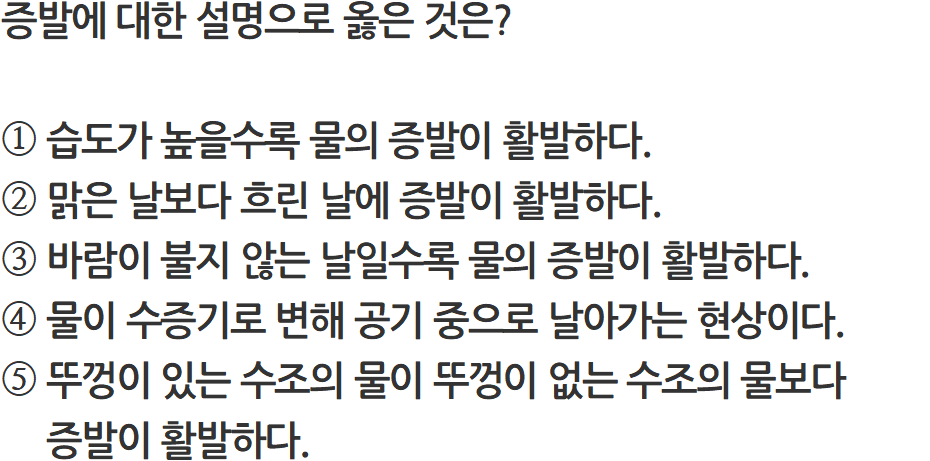 증발에 대한 설명으로 옳은 것은?
① 습도가 높을수록 물의 증발이 활발하다.
② 맑은 날보다 흐린 날에 증발이 활발하다.
③ 바람이 불지 않는 날일수록 물의 증발이 활발하다.
④ 물이 수증기로 변해 공기 중으로 날아가는 현상이다.
⑤ 뚜껑이 있는 수조의 물이 뚜껑이 없는 수조의 물보다
증발이 활발하다.